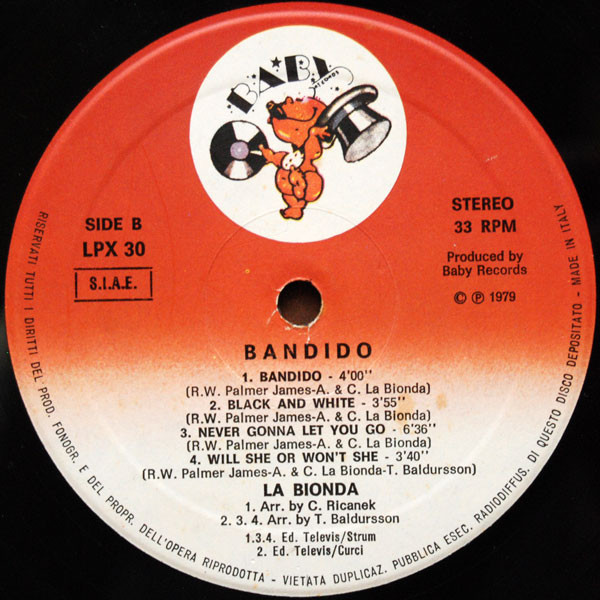 BABY
RECORDS
SIDE B
LPX 30
S.I.A.E.
STEREO
33 RPM
Produced by
Baby Records
© ℗ 1979
BANDIDO
1. BANDIDO - 4'00''
(R.W. Palmer James-A. & C. La Bionda)
2. BLACK AND WHITE - 3'55''
(R.W. Palmer James-A. & C. La Bionda)
3. NEVER GONNA LET YOU GO - 6'36''
(R.W. Palmer James-A. & C. La Bionda)
4. WILL SHE OR WON'T SHE - 3'40''
(R.W. Palmer James-A. & C. La Bionda-T. Baldursson)
LA BIONDA
1. Arr. by C. Ricanek
2. 3. 4. Arr. by T. Baldursson
1.3.4. Ed. Televis/Strum
2. Ed. Televis/Curci
RISERVATI TUTTI I DIRITTI DEL PROD. FONOGR. E DEL PROPR. DELL'OPERA RIPRODOTTA - VIETATA DUPLICAZ. PUBBLICA ESEC. RADIODIFFUS. DI QUESTO DISCO DEPOSITATO - MADE IN ITALY